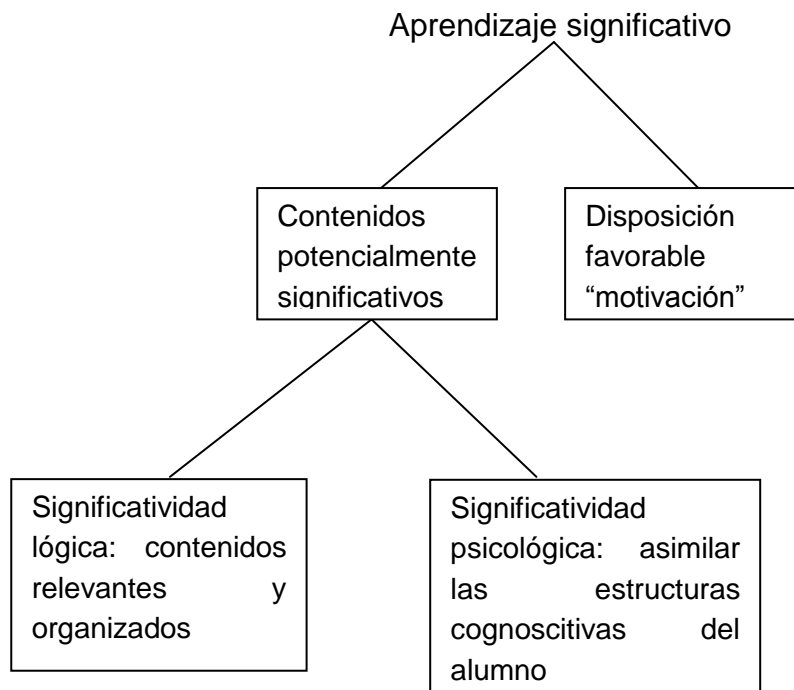 Aprendizaje significativo
Contenidos
potencialmente
significativos
Disposición
favorable
“motivación”
Significatividad
lógica: contenidos
relevantes y
organizados
Significatividad
psicológica: asimilar
las estructuras
cognoscitivas del
alumno